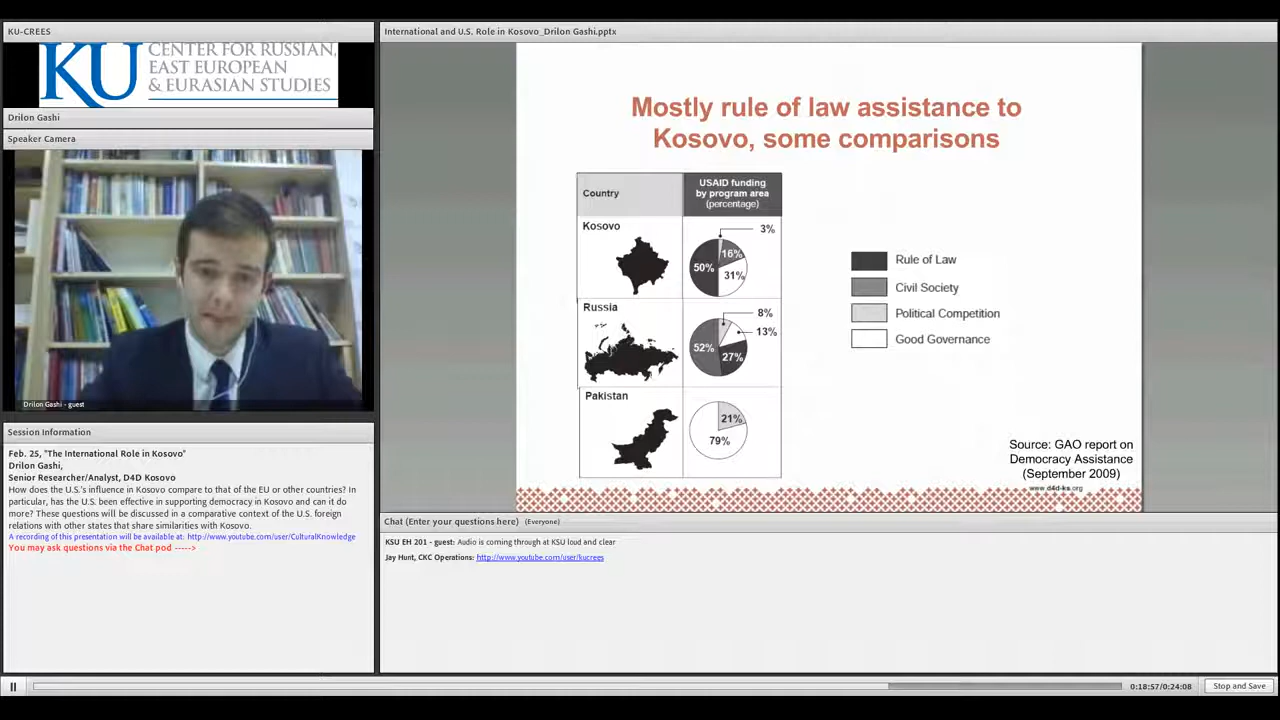 KU-CREES
KU
CENTER FOR RUSSIAN,
EAST EUROPEAN
& EURASIAN STUDIES
Drilon Gashi
Speaker Camera
Drilon Gashi - guest
Session Information
Feb. 25, "The International Role in Kosovo"
Drilon Gashi,
Senior Researcher/Analyst, D4D Kosovo
How does the U.S.'s influence in Kosovo compare to that of the EU or other countries? In
particular, has the U.S. been effective in supporting democracy in Kosovo and can it do
more? These questions will be discussed in a comparative context of the U.S. foreign
relations with other states that share similarities with Kosovo.
A recording of this presentation will be available at: http://www.youtube.com/user/CulturalKnowledge
You may ask questions via the Chat pod ----->
International and U.S. Role in Kosovo_Drilon Gashi.pptx
Mostly rule of law assistance to
Kosovo, some comparisons
Country
USAID funding
by program area
(percentage)
Kosovo
3%
16%
50%
31%
Russia
8%
13%
52%
27%
Pakistan
21%
79%
Rule of Law
Civil Society
Political Competition
Good Governance
Source: GAO report on
Democracy Assistance
(September 2009)
www.d4d-ks.org
Chat (Enter your questions here) (Everyone)
KSU EH 201 - guest: Audio is coming through at KSU loud and clear
Jay Hunt, CKC Operations: http://www.youtube.com/user/kucrees
0:18:57/0:24:08
Stop and Save